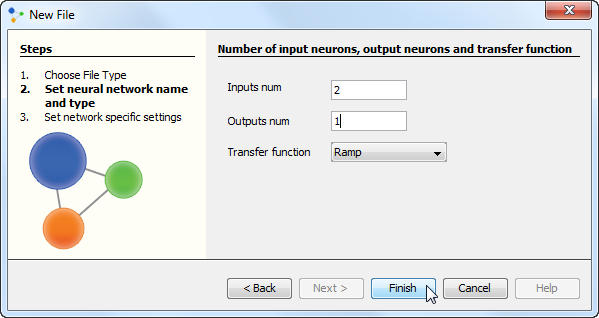 New File
Steps
1. Choose File Type
2. Set neural network name
and type
3. Set network specific settings
Number of input neurons, output neurons and transfer function
Inputs num 2
Outputs num 1
Transfer function Ramp
< Back Next > Finish Cancel Help